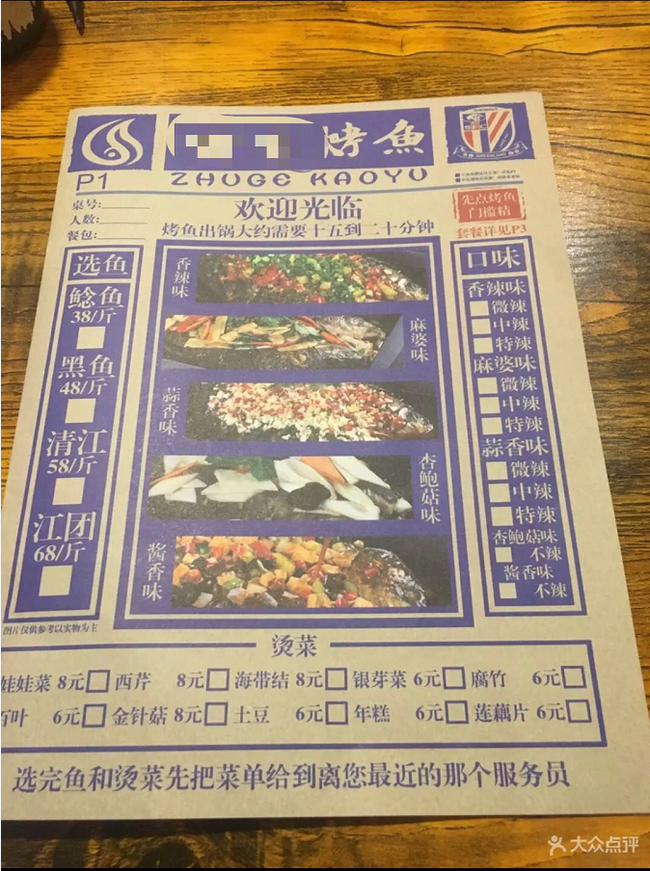 烤鱼
ZHUGE KAOYU
P1
桌号:
人数:
餐包:
欢迎光临
烤鱼出锅大约需要十五到二十分钟
先点烤鱼
门槛精
套餐详见P3
选鱼
鲶鱼
38/斤
黑鱼
48/斤
清江
58/斤
江团
68/斤
香辣味
麻婆味
蒜香味
杏鲍菇味
酱香味
口味
香辣味
微辣
中辣
特辣
麻婆味
微辣
中辣
特辣
蒜香味
微辣
中辣
特辣
杏鲍菇味
不辣
酱香味
不辣
图片仅供参考以实物为主
烫菜
娃娃菜 8元 西芹 8元 海带结 8元 银芽菜 6元 腐竹 6元
百叶 6元 金针菇 8元 土豆 6元 年糕 6元 莲藕片 6元
选完鱼和烫菜先把菜单给到离您最近的那个服务员
大众点评